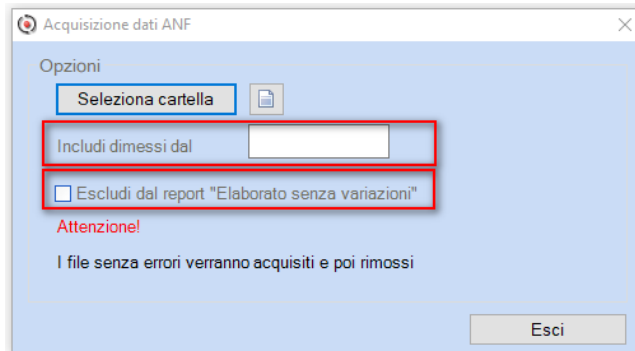 Acquisizione dati ANF
Opzioni
Seleziona cartella
Includi dimessi dal
Escludi dal report "Elaborato senza variazioni"
Attenzione!
I file senza errori verranno acquisiti e poi rimossi
Esci